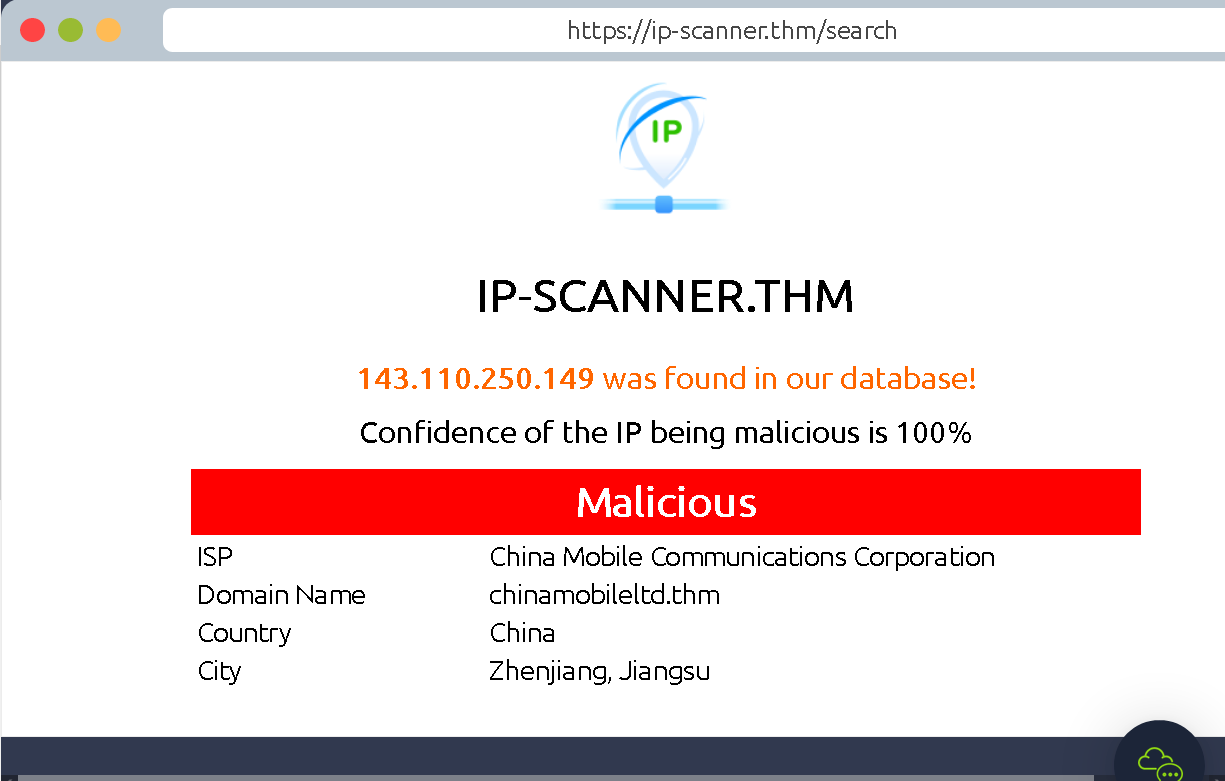 https://ip-scanner.thm/search
IP
IP-SCANNER.THM
143.110.250.149 was found in our database!
Confidence of the IP being malicious is 100%
Malicious
ISP China Mobile Communications Corporation
Domain Name chinamobileltd.thm
Country China
City Zhenjiang, Jiangsu